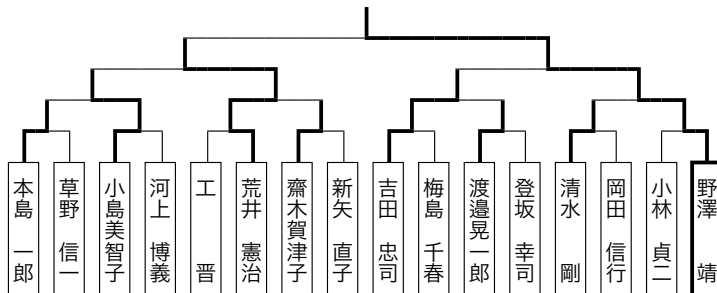 本島 一郎
草野 信一
小島美智子
河上 博義
工 晋
荒井 憲治
齋木賀津子
新矢 直子
吉田 忠司
梅島 千春
渡邉晃一郎
登坂 幸司
清水 剛
岡田 信行
小林 貞二
野澤 靖